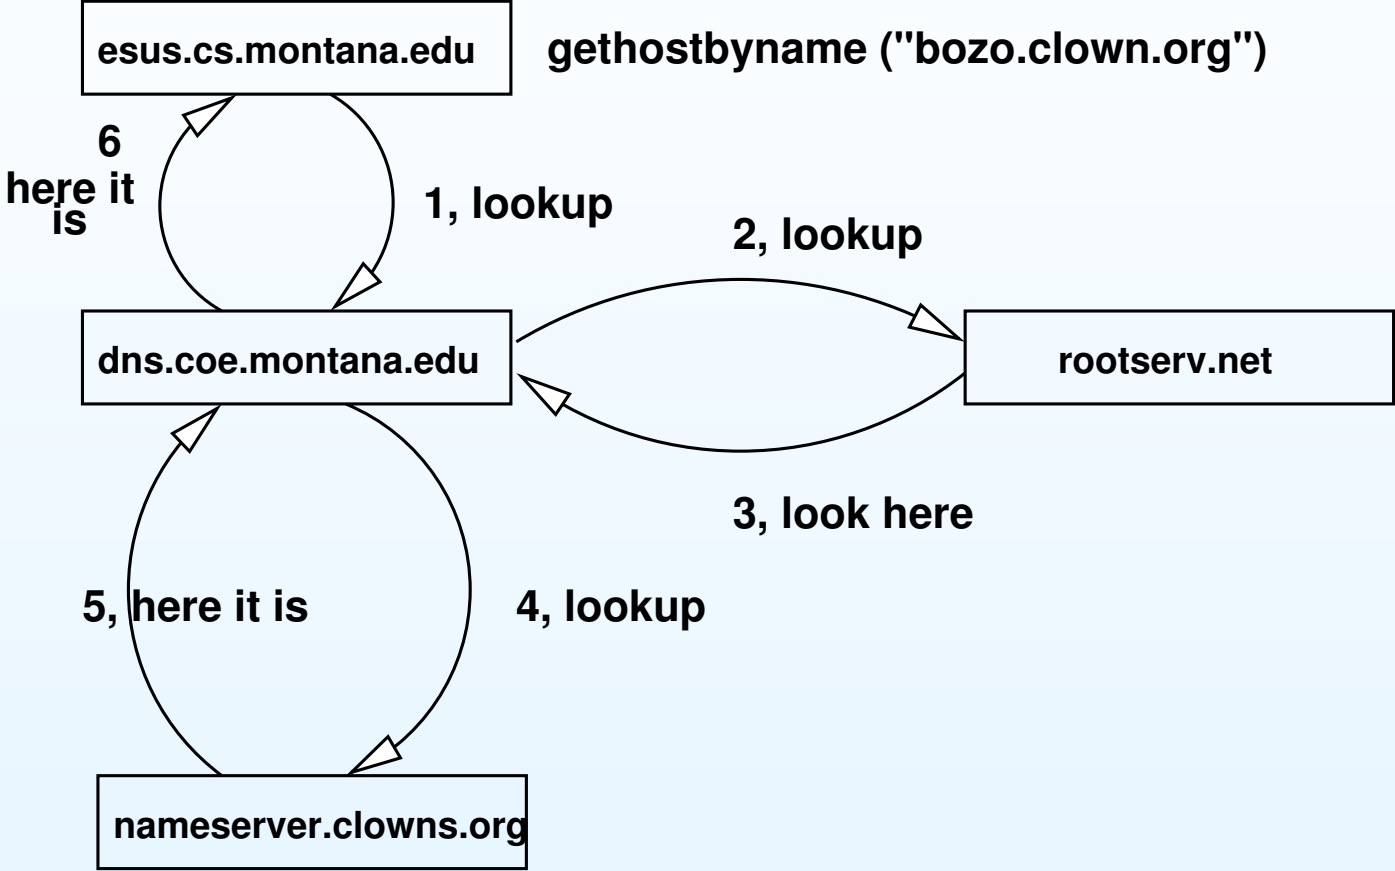 esus.cs.montana.edu
gethostbyname ("bozo.clown.org")
6
here it
is
1, lookup
2, lookup
dns.coe.montana.edu
rootserv.net
3, look here
5, here it is
4, lookup
nameserver.clowns.org